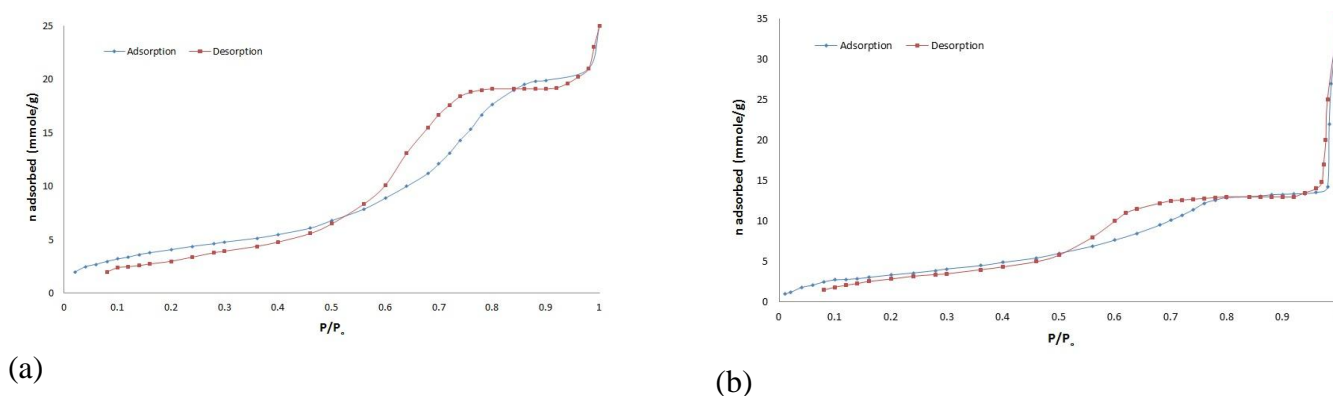 25
20
15
10
5
0
n adsorbed (mmole/g)
Adsorption Desorption
0 0.1 0.2 0.3 0.4 0.5 0.6 0.7 0.8 0.9 1
P/P₀
(a)
35
30
25
20
15
10
5
0
n adsorbed (mmole/g)
Adsorption Desorption
0 0.1 0.2 0.3 0.4 0.5 0.6 0.7 0.8 0.9
P/P₀
(b)